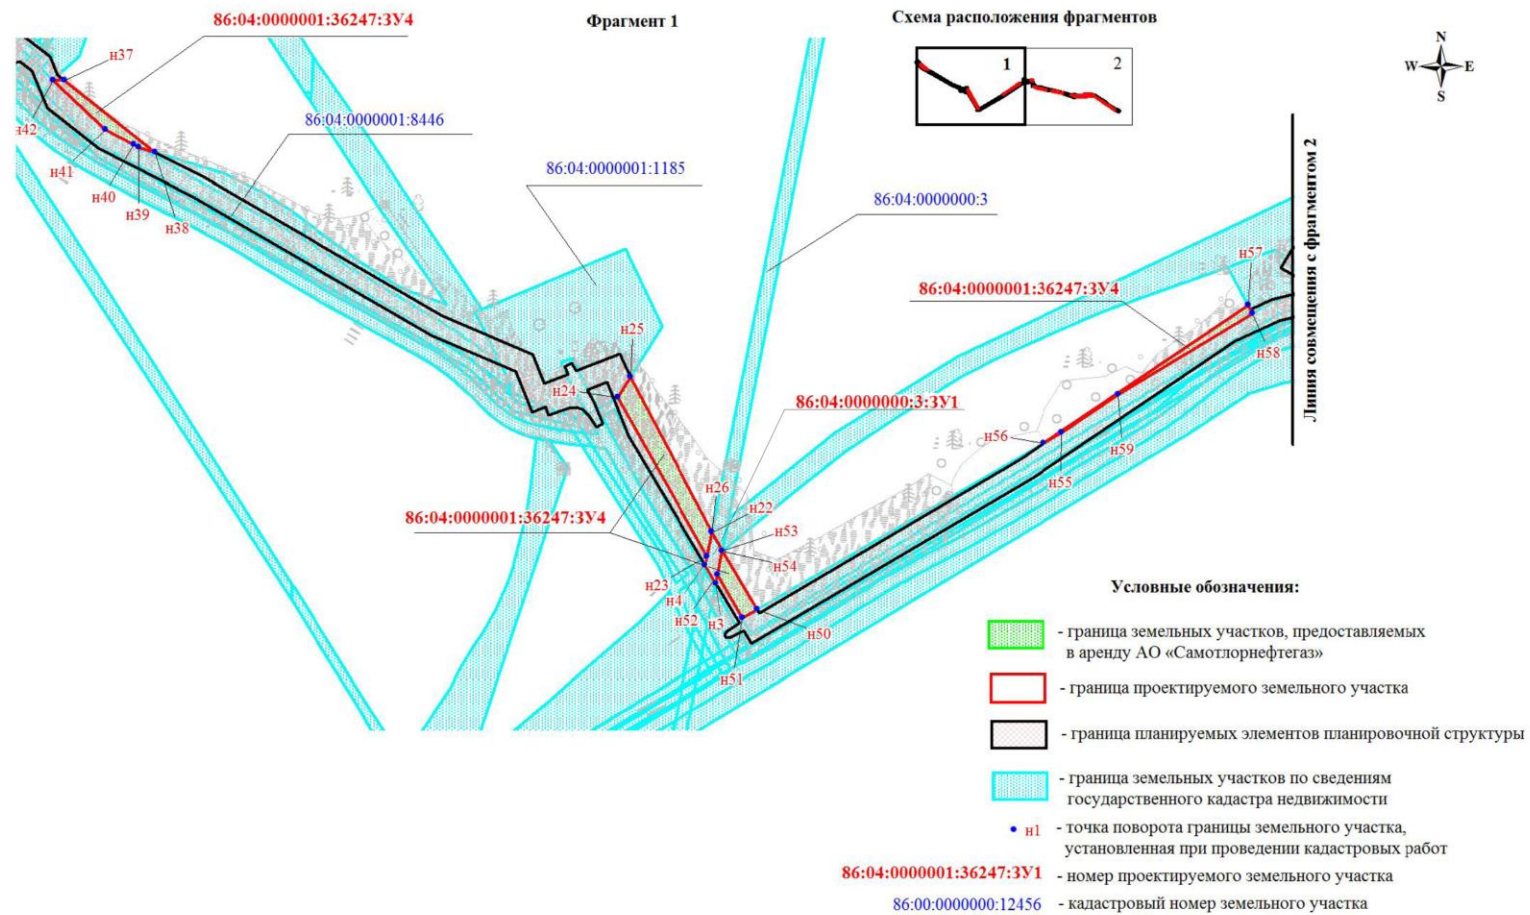 86:04:0000001:36247:ЗУ4
Фрагмент 1
Схема расположения фрагментов
1
2
N
W
E
S
н37
н42
86:04:0000001:8446
н41
н40
н39
н38
86:04:0000001:1185
86:04:0000000:3
Линия совмещения с фрагментом 2
н57
86:04:0000001:36247:ЗУ4
н25
н58
н24
86:04:0000000:3:ЗУ1
н56
н59
н55
н26
н22
86:04:0000001:36247:ЗУ4
н53
н54
н23
н4
н52
н3
н50
н51
Условные обозначения:
- граница земельных участков, предоставляемых
в аренду АО «Самотлорнефтегаз»
- граница проектируемого земельного участка
- граница планируемых элементов планировочной структуры
- граница земельных участков по сведениям
государственного кадастра недвижимости
н1 - точка поворота границы земельного участка,
установленная при проведении кадастровых работ
86:04:0000001:36247:ЗУ1 - номер проектируемого земельного участка
86:00:0000000:12456 - кадастровый номер земельного участка